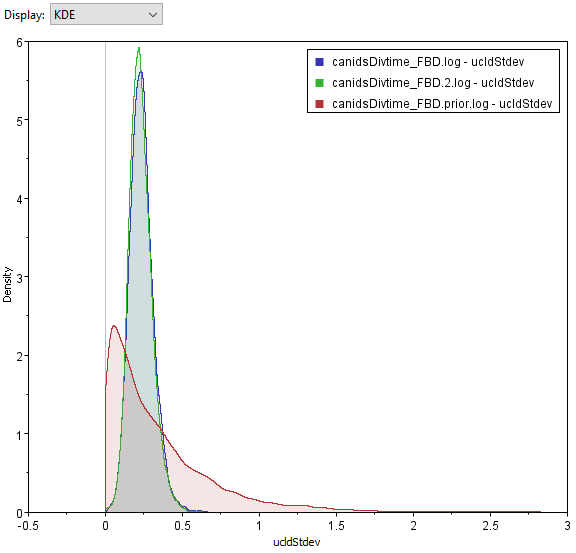 Display: KDE
canidsDivtime_FBD.log - ucldStdev
canidsDivtime_FBD.2.log - ucldStdev
canidsDivtime_FBD.prior.log - ucldStdev
6
5
4
3
2
1
0
Density
-0.5 0 0.5 1 1.5 2 2.5 3
ucldStdev